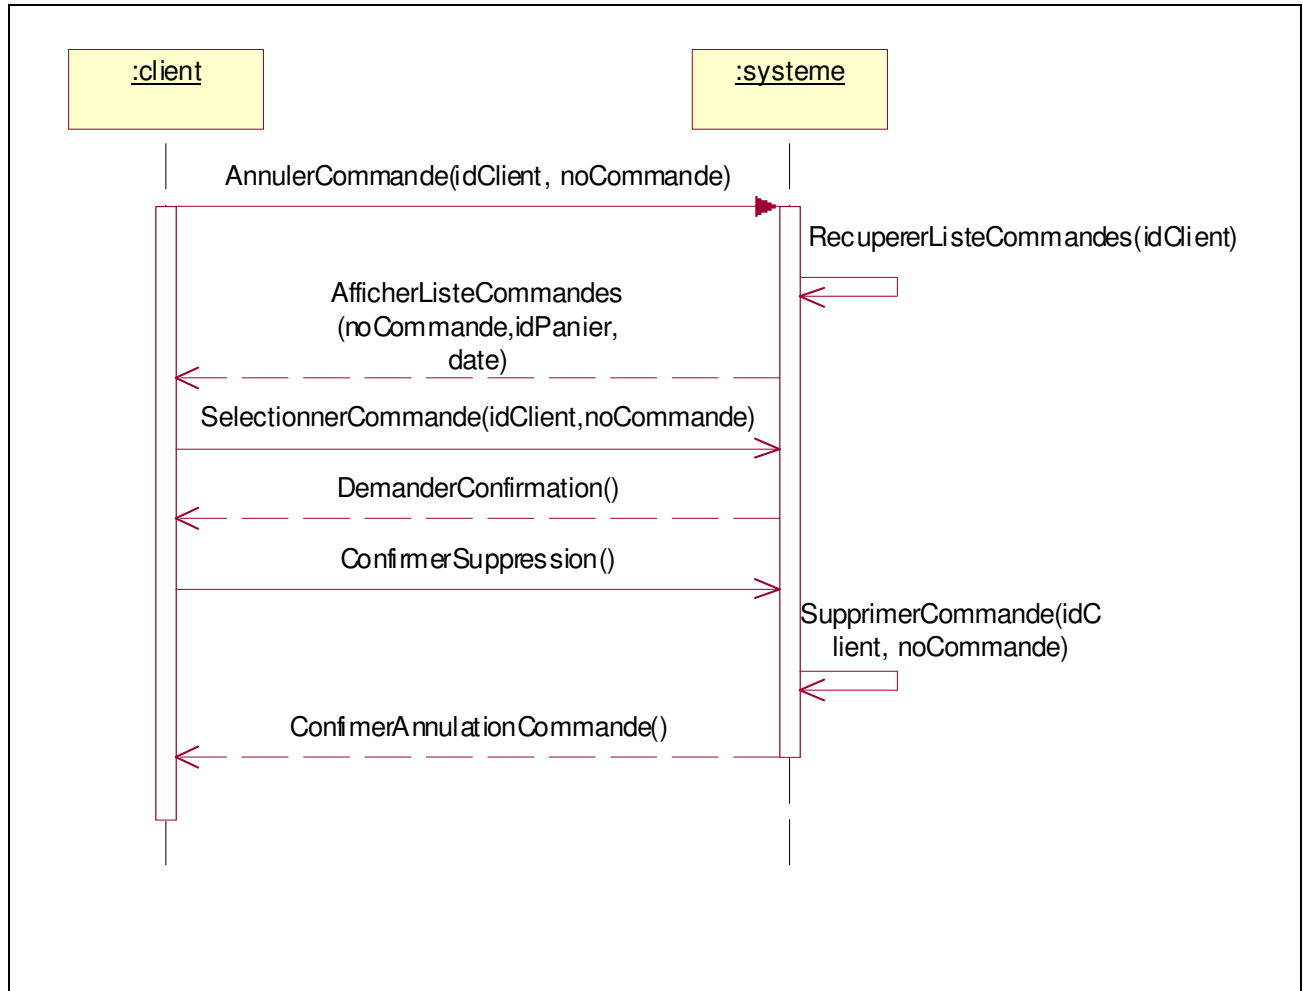 :client
:systeme
AnnulerCommande(idClient, noCommande)
RecupererListeCommandes(idClient)
AfficherListeCommandes
(noCommande,idPanier,
date)
SelectionnerCommande(idClient,noCommande)
DemanderConfirmation()
ConfirmerSuppression()
SupprimerCommande(idC
lient, noCommande)
ConfimerAnnulationCommande()